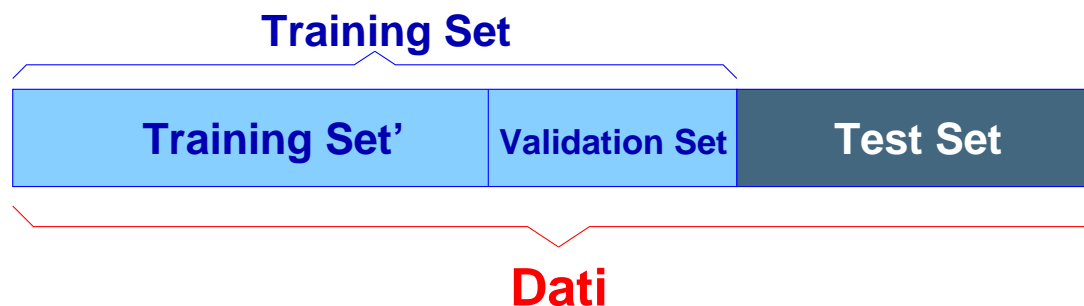 Training Set
Training Set’ Validation Set Test Set
Dati